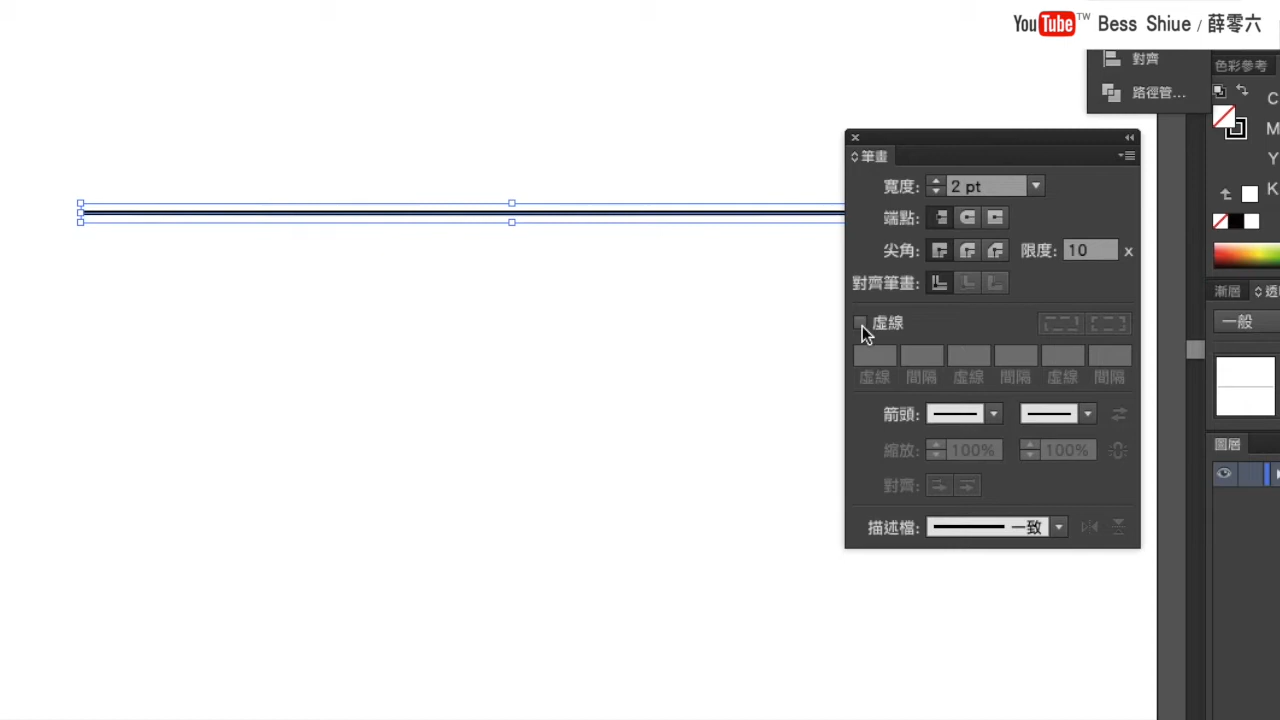 YouTube TW Bess Shiue / 薛零六
對齊
路徑管...
色彩參考
C
M
Y
K
筆畫
寬度: 2 pt
端點:
尖角: 限度: 10 x
對齊筆畫:
虛線
虛線 間隔 虛線 間隔 虛線 間隔
箭頭:
縮放: 100% 100%
對齊:
描述檔: 一致
漸層 透
一般
圖層